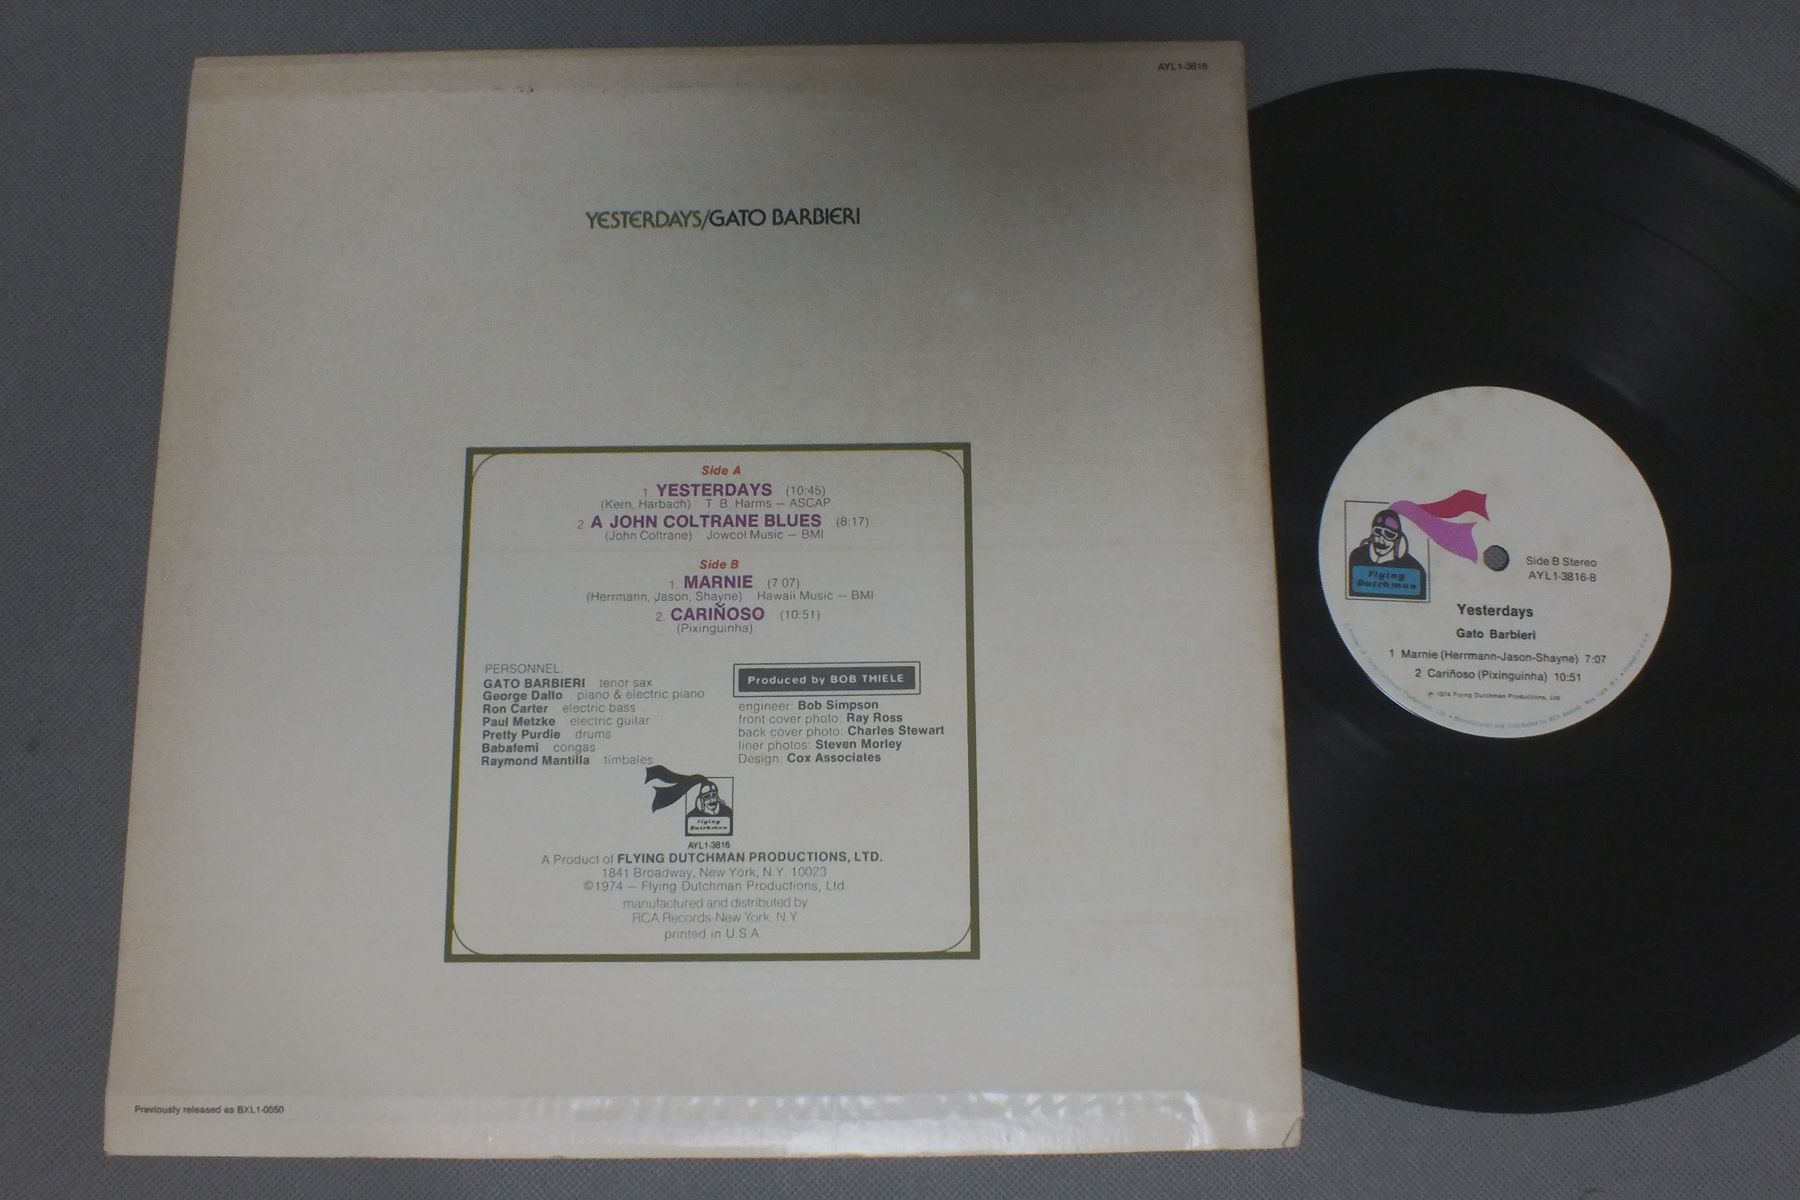 AYL1-3816
YESTERDAYS/GATO BARBIERI
Side A
1. YESTERDAYS (10:45)
(Kern, Harbach) T. B. Harms — ASCAP
2 A JOHN COLTRANE BLUES (8:17)
(John Coltrane) Jowcol Music — BMI
Side B
1. MARNIE (7 07)
(Herrmann, Jason, Shayne) Hawaii Music — BMI
2. CARIÑOSO (10:51)
(Pixinguinha)
PERSONNEL:
GATO BARBIERI tenor sax
George Dalto piano & electric piano
Ron Carter electric bass
Paul Metzke electric guitar
Pretty Purdie drums
Babafemi congas
Raymond Mantilla timbales
Produced by BOB THIELE
engineer: Bob Simpson
front cover photo: Ray Ross
back cover photo: Charles Stewart
liner photos: Steven Morley
Design: Cox Associates
Flying
Dutchman
AYL1-3816
A Product of FLYING DUTCHMAN PRODUCTIONS, LTD.
1841 Broadway, New York, N.Y. 10023
©1974 — Flying Dutchman Productions, Ltd.
manufactured and distributed by
RCA Records-New York, N.Y.
printed in U.S.A.
Previously released as BXL1-0550
Flying
Dutchman
Side B Stereo
AYL1-3816-B
Yesterdays
Gato Barbieri
1 Marnie (Herrmann-Jason-Shayne) 7:07
2 Cariñoso (Pixinguinha) 10:51
℗ 1974 Flying Dutchman Productions, Ltd.